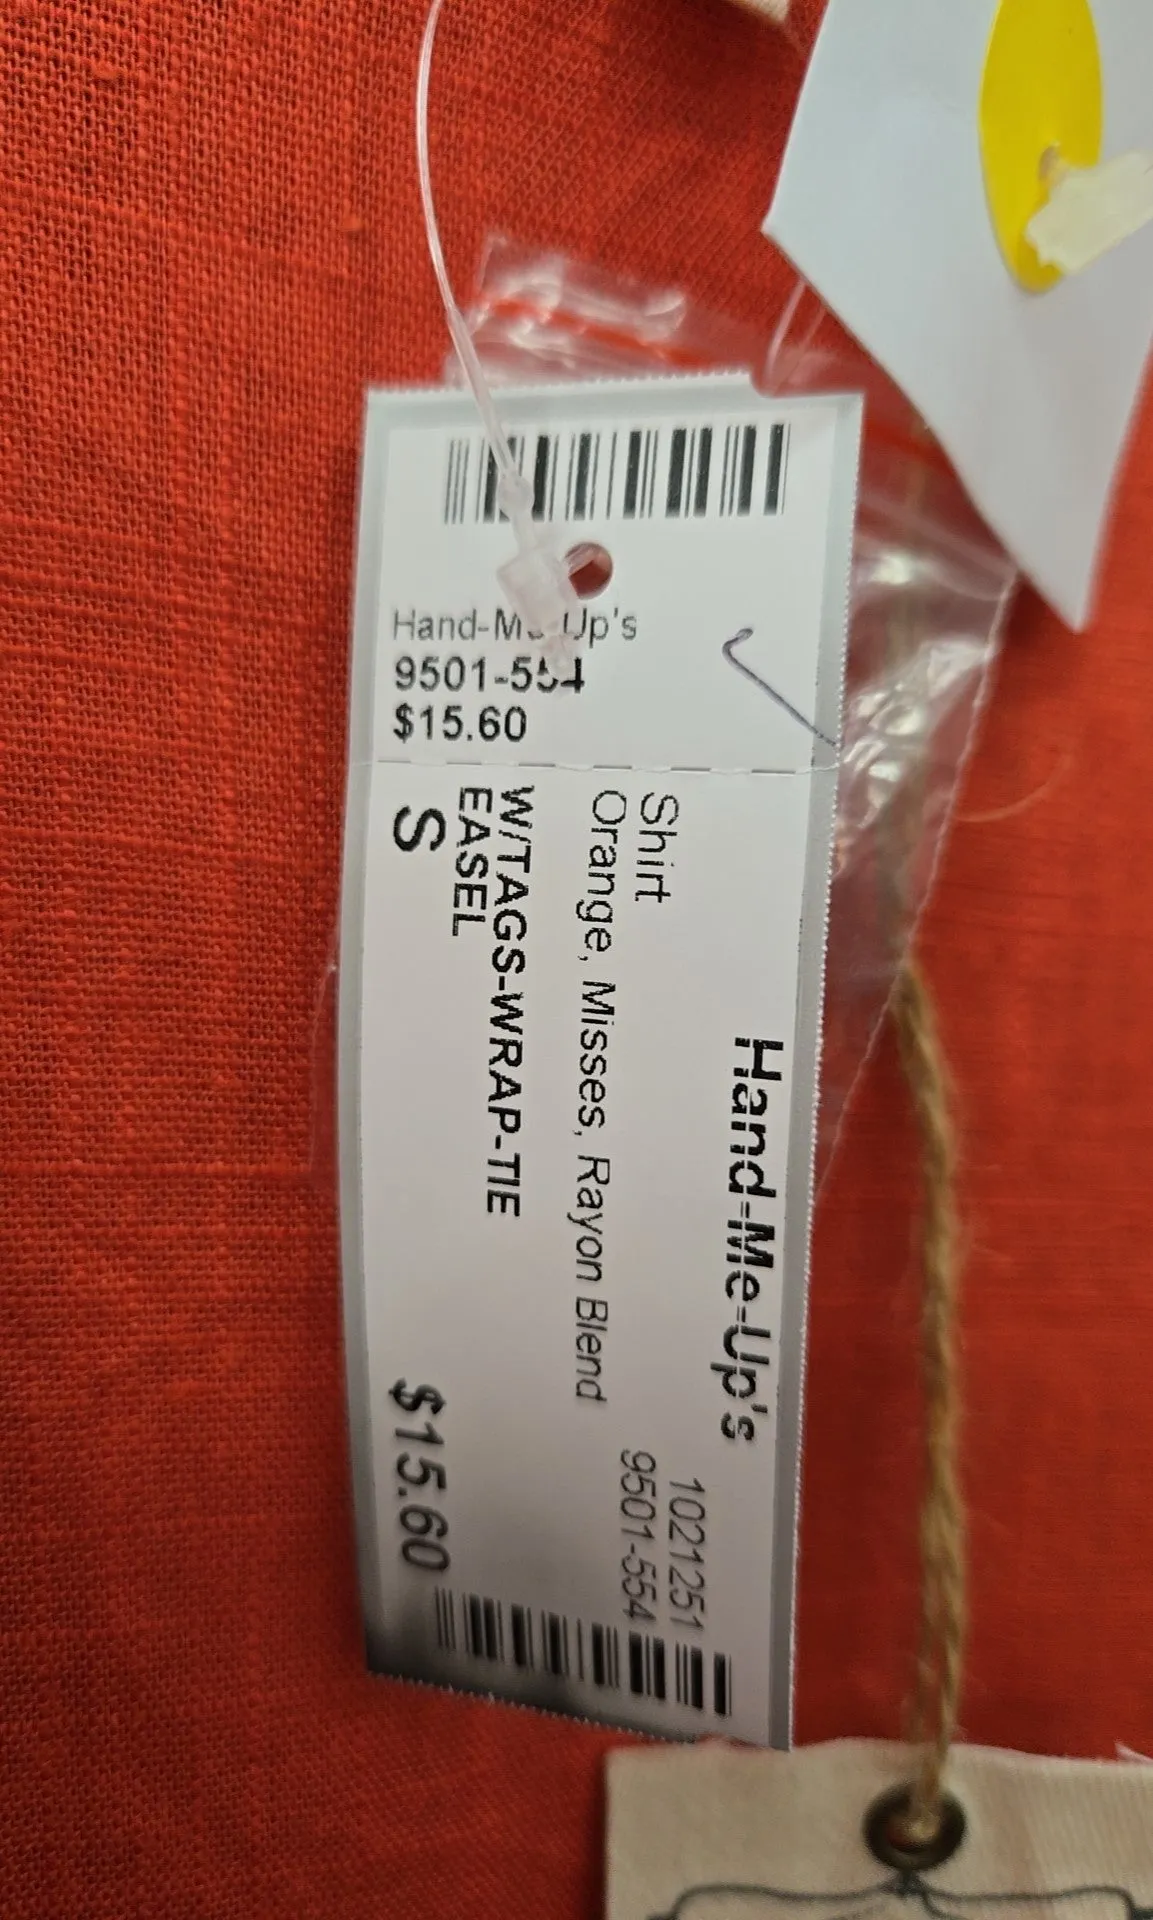 Hand-Me-Up's
9501-554
$15.60
Hand-Me-Up's
1021251
9501-554
Shirt
Orange, Misses, Rayon Blend
W/TAGS-WRAP-TIE
EASEL
S
$15.60